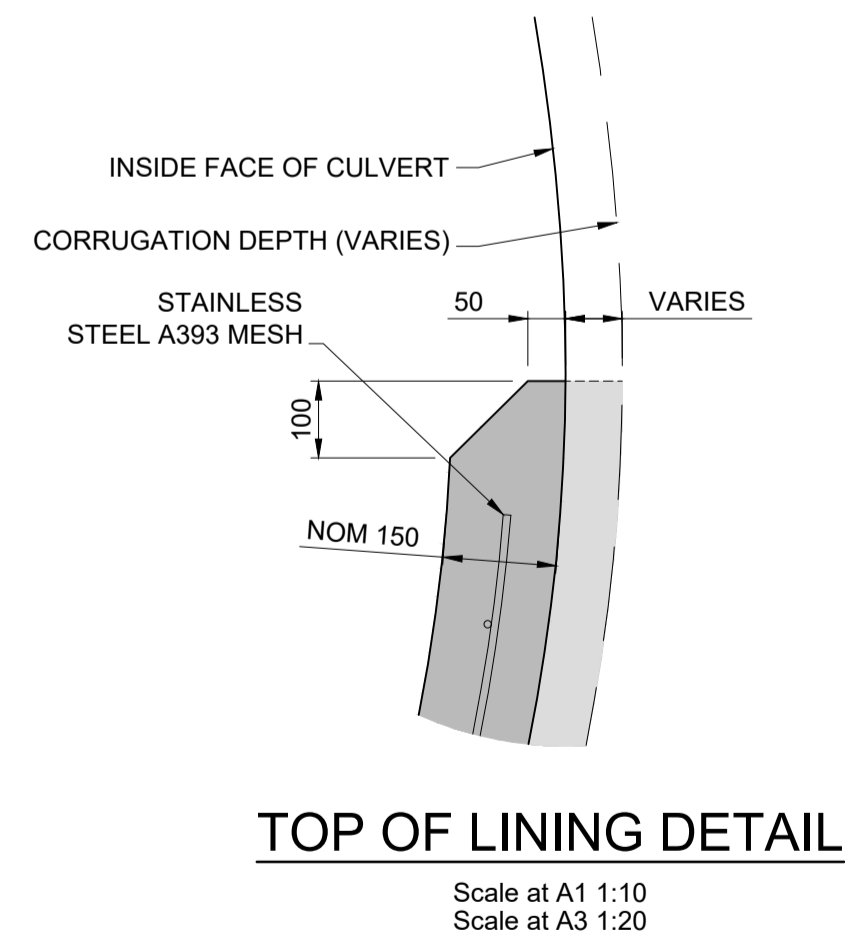 INSIDE FACE OF CULVERT
CORRUGATION DEPTH (VARIES)
STAINLESS
STEEL A393 MESH
50
VARIES
100
NOM 150
TOP OF LINING DETAIL
Scale at A1 1:10
Scale at A3 1:20